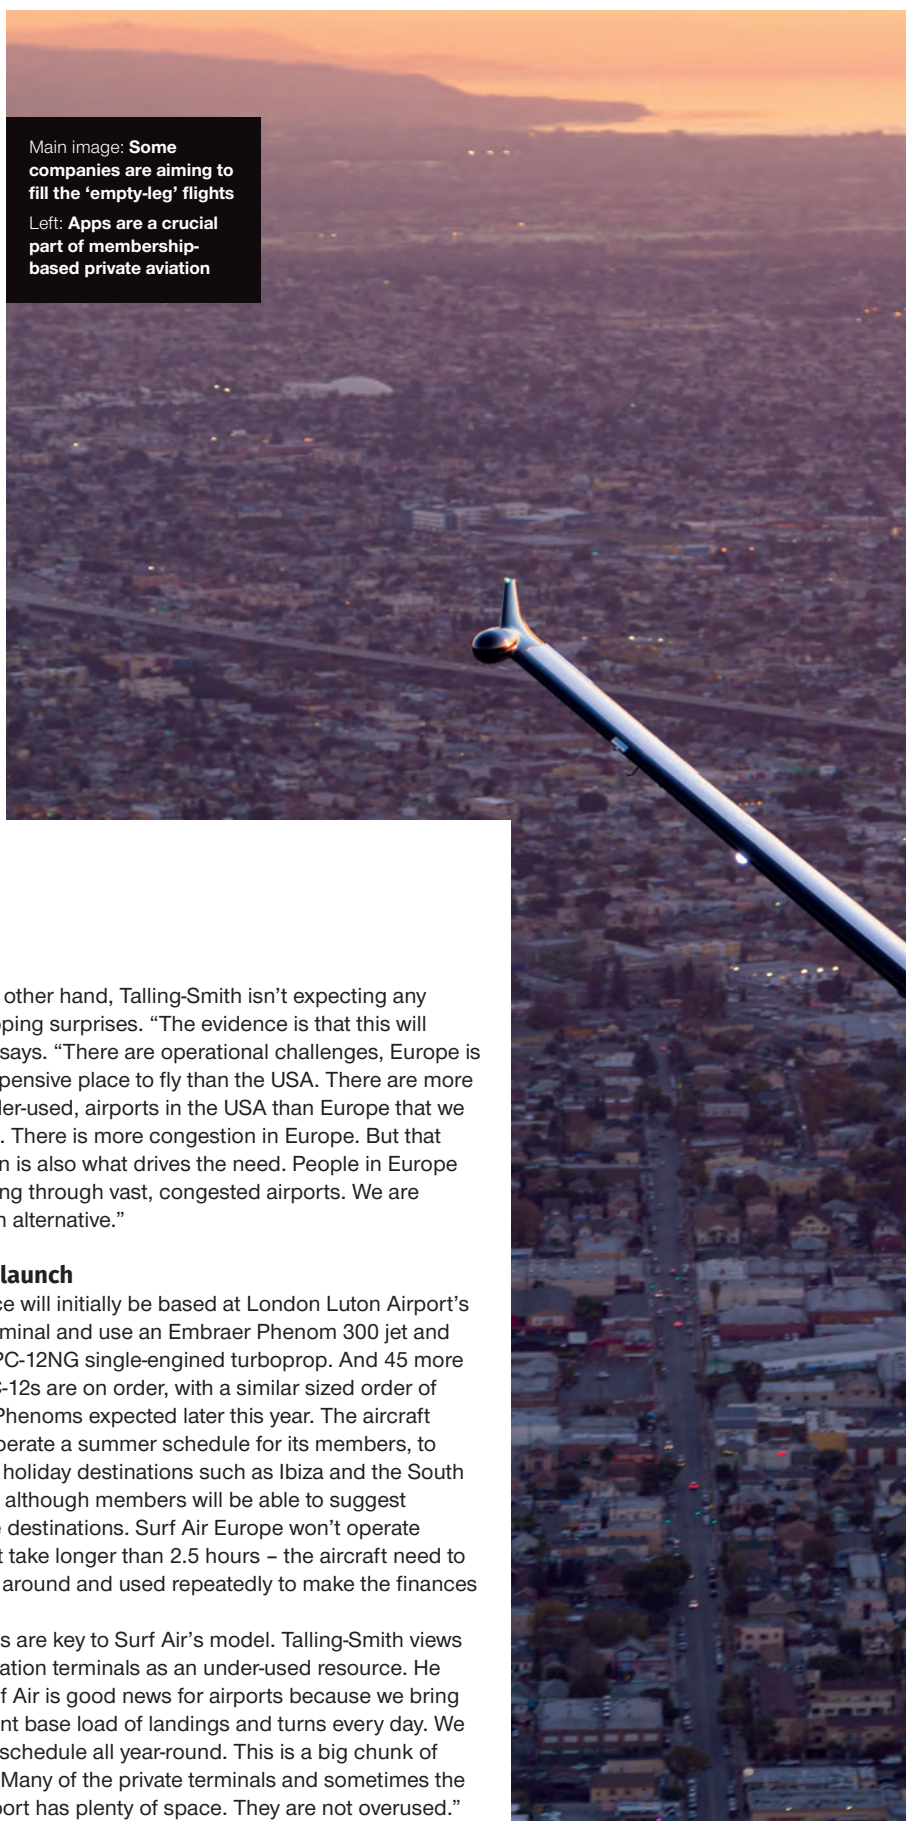 Main image: Some
companies are aiming to
fill the ‘empty-leg’ flights
Left: Apps are a crucial
part of membership-
based private aviation
other hand, Talling-Smith isn’t expecting any
surprises. “The evidence is that this will
says. “There are operational challenges, Europe is
place to fly than the USA. There are more
airports in the USA than Europe that we
. There is more congestion in Europe. But that
is also what drives the need. People in Europe
through vast, congested airports. We are
alternative.”
launch
will initially be based at London Luton Airport’s
and use an Embraer Phenom 300 jet and
PC-12NG single-engined turboprop. And 45 more
are on order, with a similar sized order of
Phenoms expected later this year. The aircraft
a summer schedule for its members, to
holiday destinations such as Ibiza and the South
although members will be able to suggest
destinations. Surf Air Europe won’t operate
take longer than 2.5 hours – the aircraft need to
around and used repeatedly to make the finances
are key to Surf Air’s model. Talling-Smith views
terminals as an under-used resource. He
Air is good news for airports because we bring
base load of landings and turns every day. We
schedule all year-round. This is a big chunk of
Many of the private terminals and sometimes the
has plenty of space. They are not overused.”